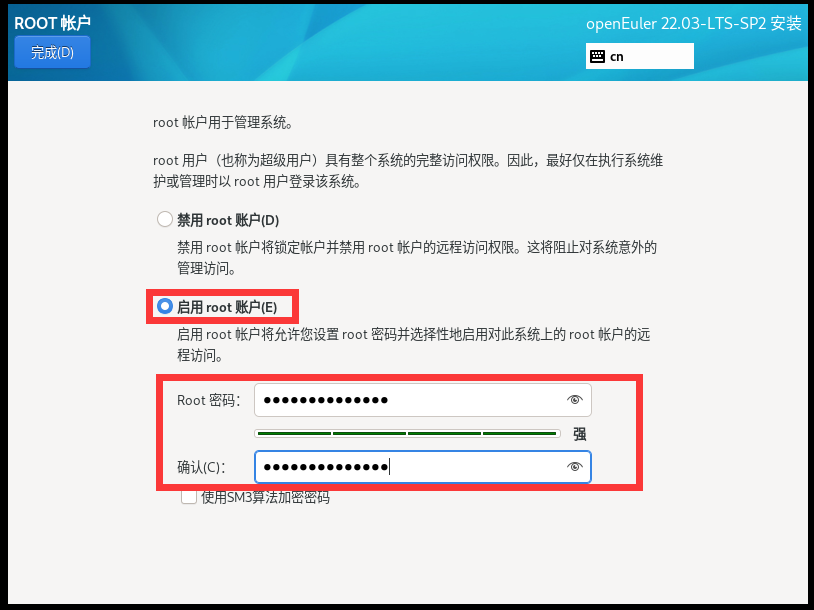 ROOT 帐户
openEuler 22.03-LTS-SP2 安装
完成(D)
cn
root 帐户用于管理系统。
root 用户（也称为超级用户）具有整个系统的完整访问权限。因此，最好仅在执行系统维
护或管理时以 root 用户登录该系统。
禁用 root 账户(D)
禁用 root 帐户将锁定帐户并禁用 root 帐户的远程访问权限。这将阻止对系统意外的
管理访问。
启用 root 账户(E)
启用 root 帐户将允许您设置 root 密码并选择性地启用对此系统上的 root 帐户的远
程访问。
Root 密码： ●●●●●●●●●●●●●●
强
确认(C)： ●●●●●●●●●●●●●●
使用SM3算法加密密码